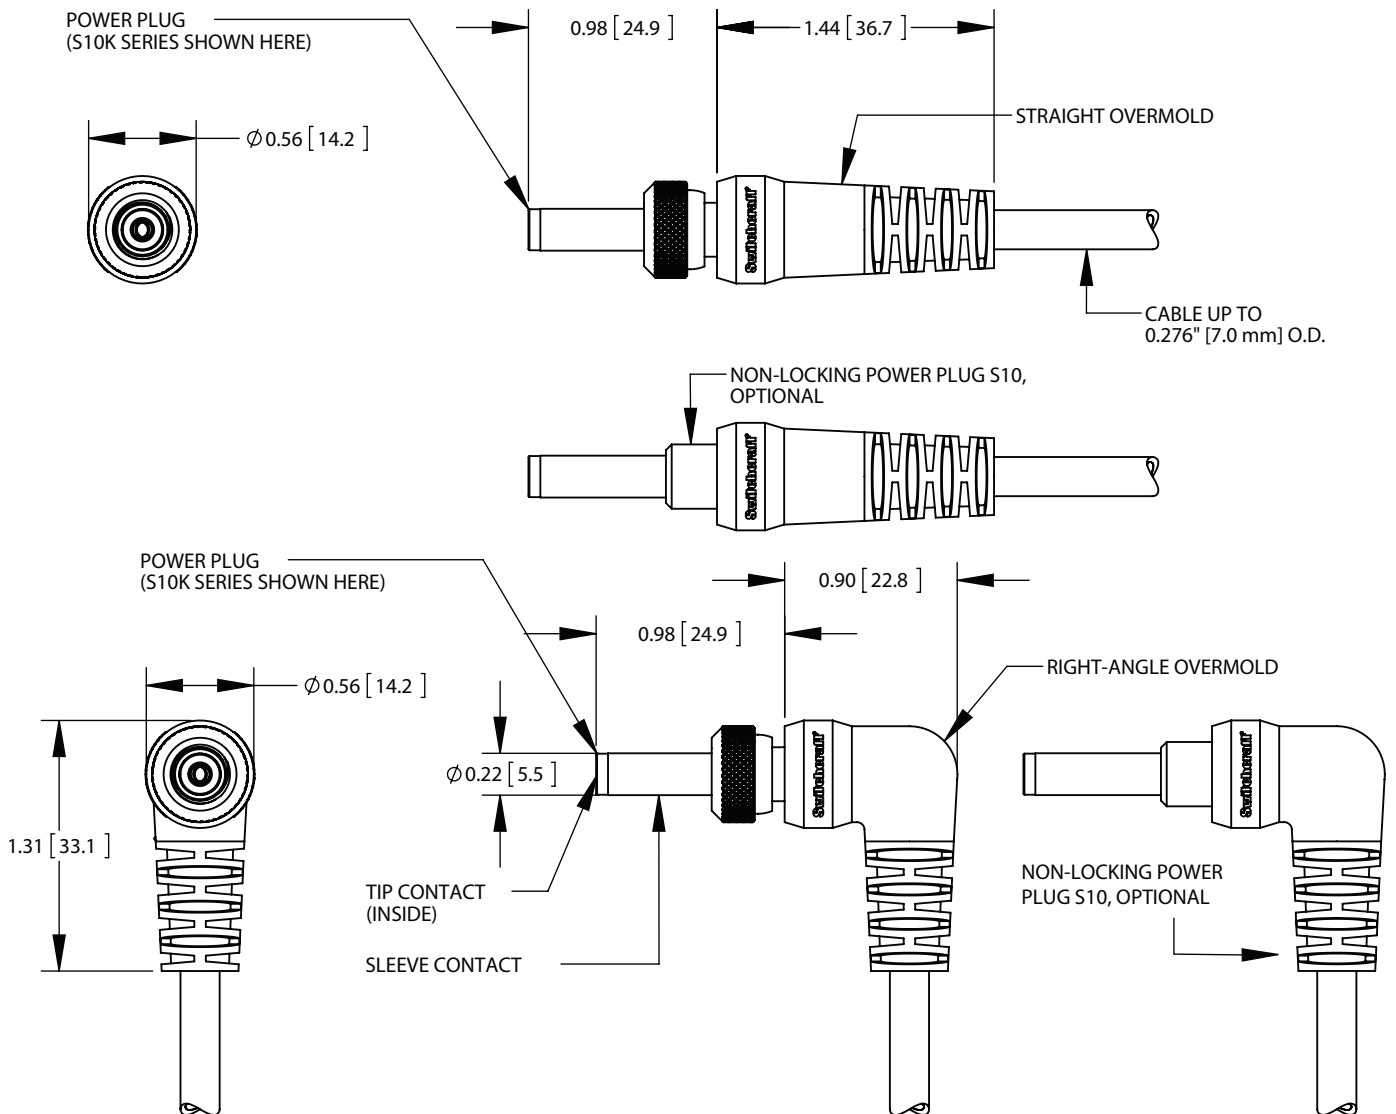 POWER PLUG
(S10K SERIES SHOWN HERE)
0.98 [24.9]
1.44 [36.7]
Ø0.56 [14.2]
STRAIGHT OVERMOLD
Switchcraft®
CABLE UP TO
0.276" [7.0 mm] O.D.
NON-LOCKING POWER PLUG S10,
OPTIONAL
Switchcraft®
POWER PLUG
(S10K SERIES SHOWN HERE)
0.90 [22.8]
0.98 [24.9]
RIGHT-ANGLE OVERMOLD
Ø0.56 [14.2]
Ø0.22 [5.5]
Switchcraft®
Switchcraft®
1.31 [33.1]
TIP CONTACT
(INSIDE)
SLEEVE CONTACT
NON-LOCKING POWER
PLUG S10, OPTIONAL